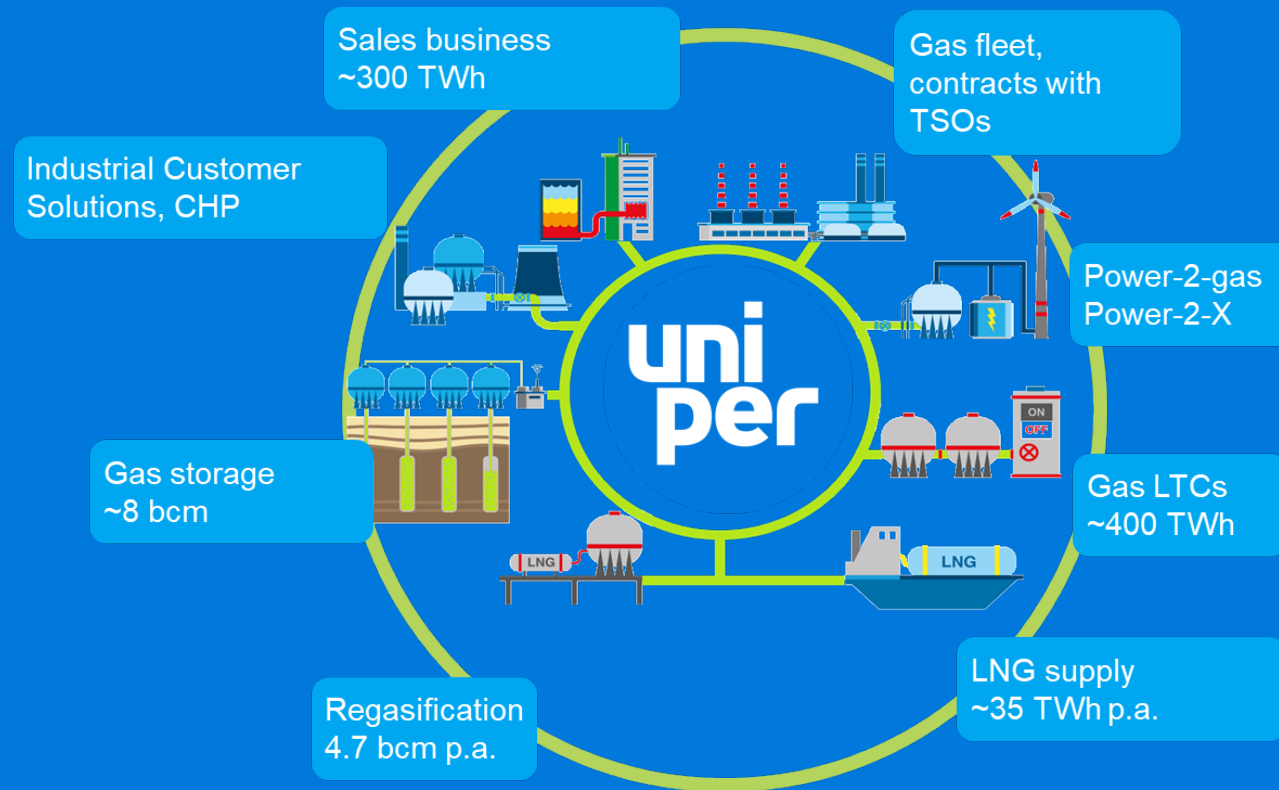 Sales business
~300 TWh
Gas fleet,
contracts with
TSOs
Industrial Customer
Solutions, CHP
Power-2-gas
Power-2-X
uni
per
ON
OFF
Gas storage
~8 bcm
Gas LTCs
~400 TWh
LNG
LNG
LNG supply
~35 TWh p.a.
Regasification
4.7 bcm p.a.